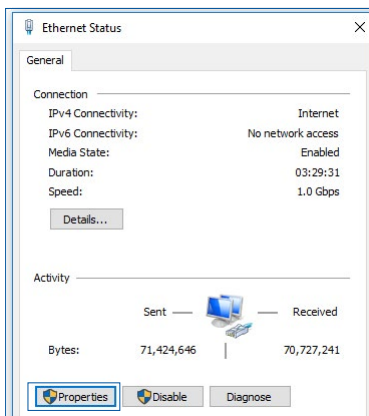 Ethernet Status
General
Connection
IPv4 Connectivity: Internet
IPv6 Connectivity: No network access
Media State: Enabled
Duration: 03:29:31
Speed: 1.0 Gbps
Details...
Activity
Sent Received
Bytes: 71,424,646 70,727,241
Properties Disable Diagnose